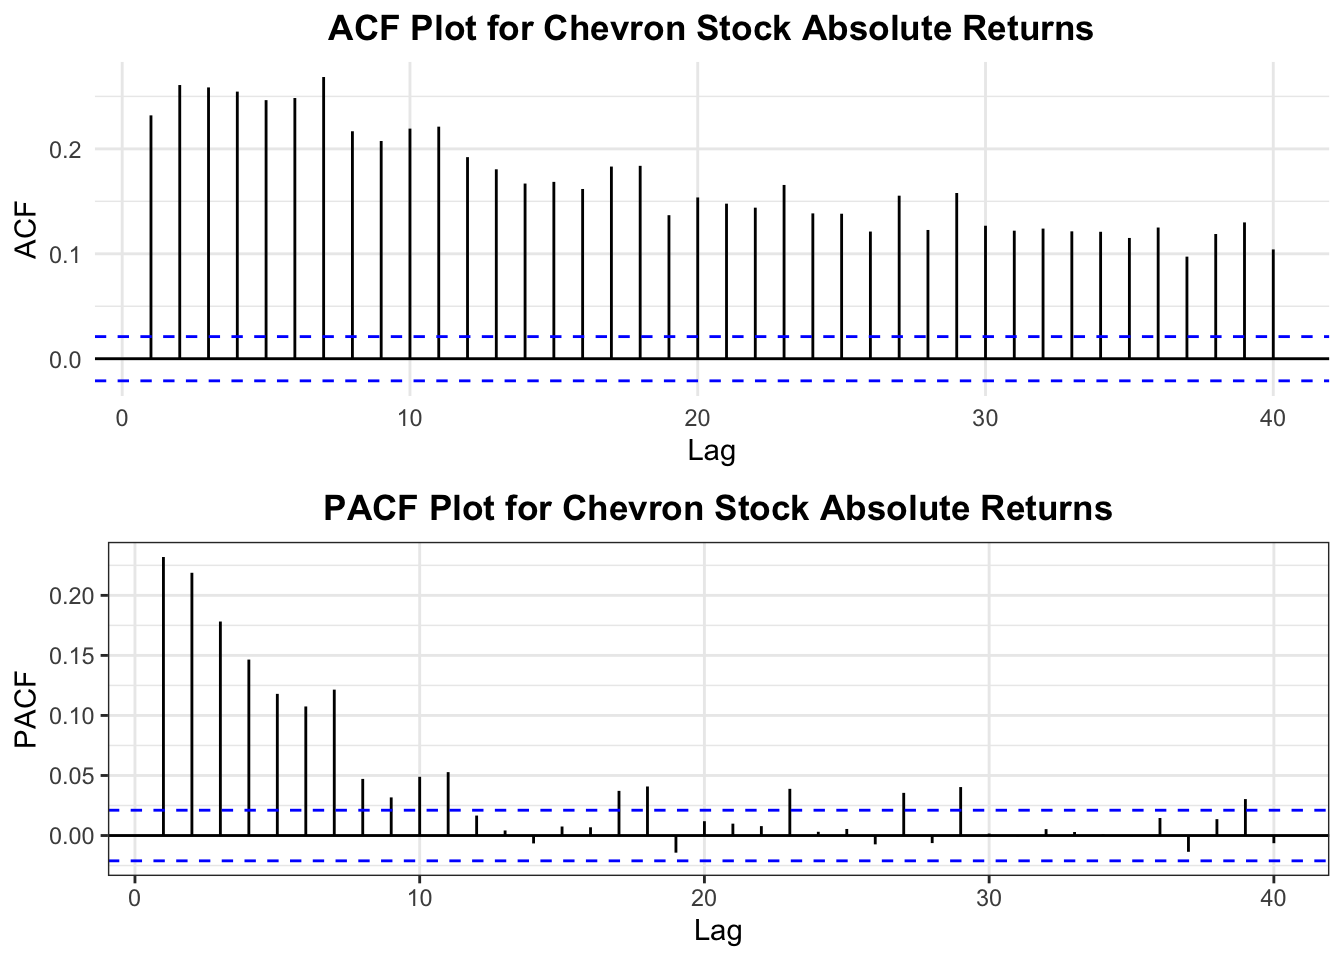 ACF Plot for Chevron Stock Absolute Returns
0.2
0.1
0.0
ACF
0 10 20 30 40
Lag
PACF Plot for Chevron Stock Absolute Returns
0.20
0.15
0.10
0.05
0.00
PACF
0 10 20 30 40
Lag